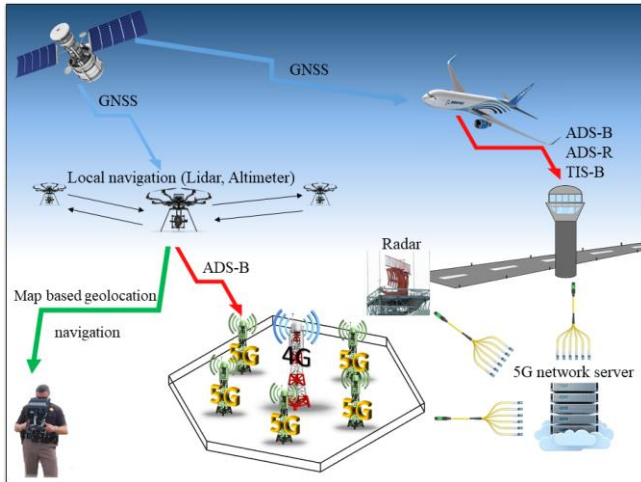 GNSS
GNSS
ADS-B
ADS-R
TIS-B
Local navigation (Lidar, Altimeter)
Radar
ADS-B
Map based geolocation
navigation
5G
4G
5G
5G
5G
5G
5G network server